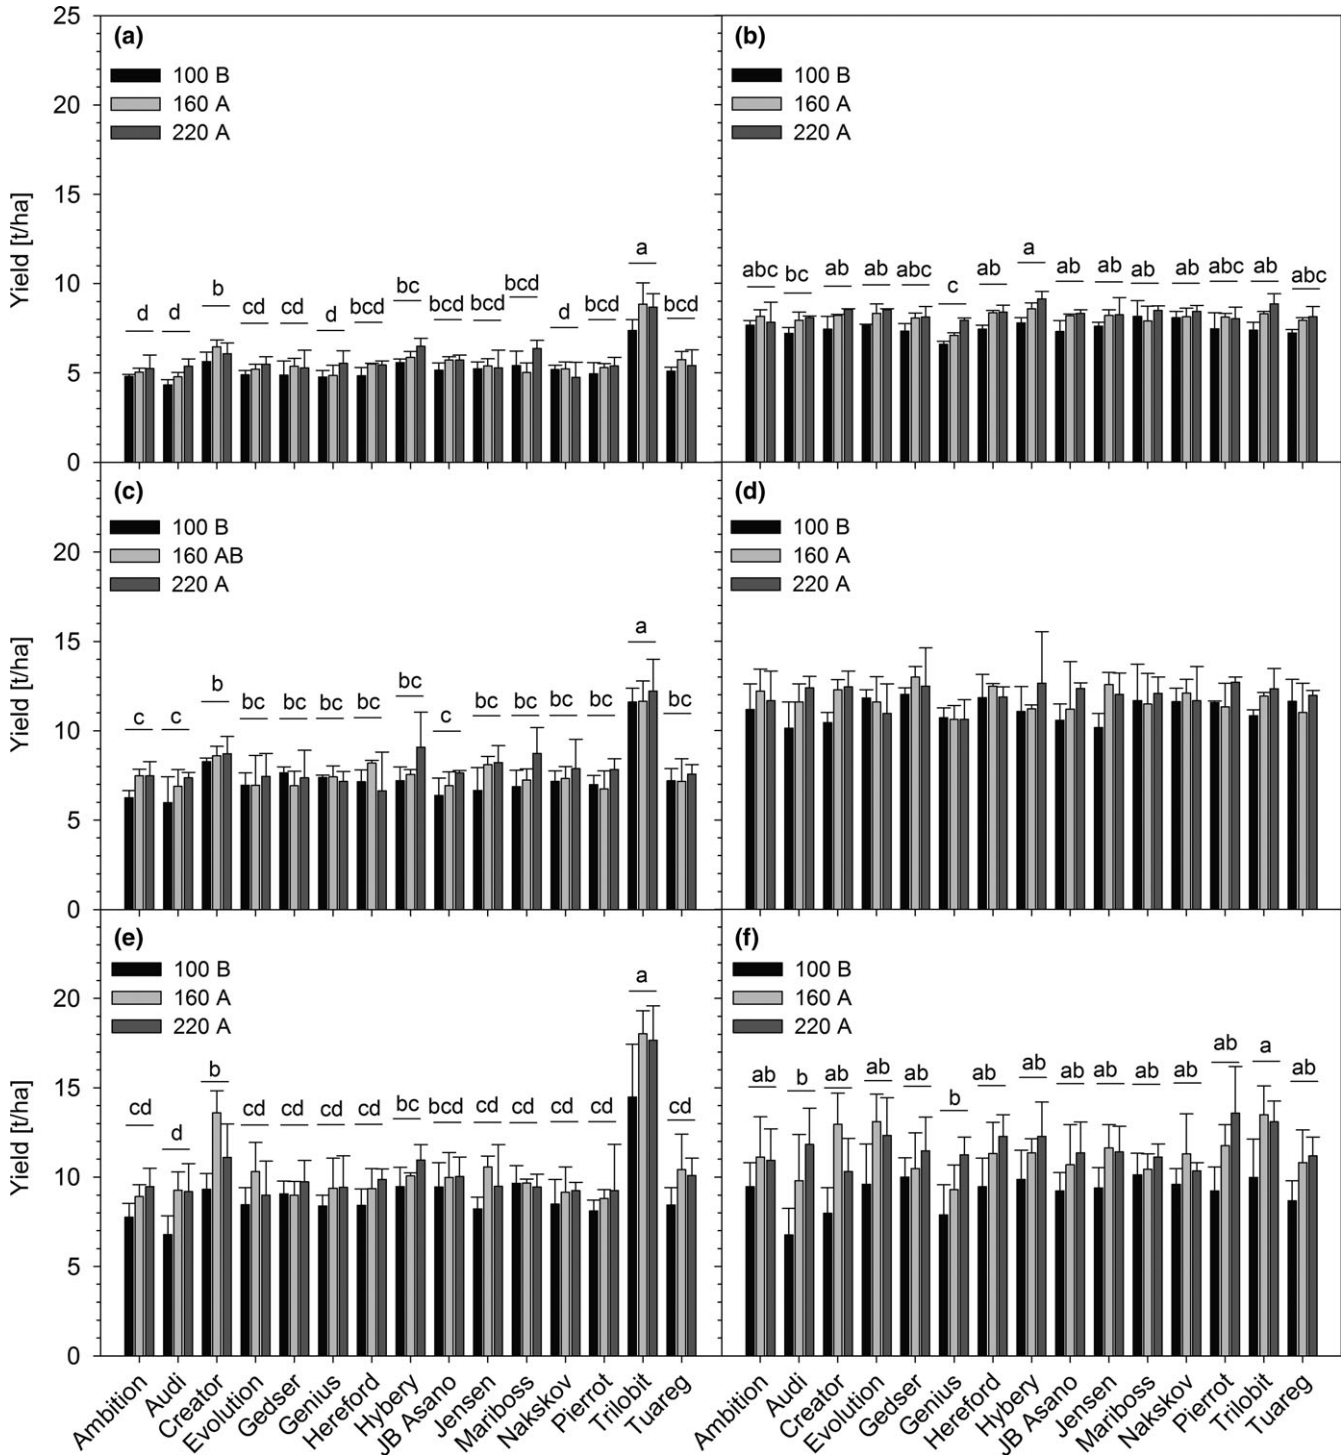 25
20
15
10
5
0
Yield [t/ha]
(a)
100 B
160 A
220 A
d d b cd cd d bcd bc bcd bcd bcd d bcd a bcd
(b)
100 B
160 A
220 A
abc bc ab ab abc c ab a ab ab ab ab abc ab abc
20
15
10
5
0
Yield [t/ha]
(c)
100 B
160 AB
220 A
c c b bc bc bc bc bc c bc bc bc bc a bc
(d)
100 B
160 A
220 A
20
15
10
5
0
Yield [t/ha]
(e)
100 B
160 A
220 A
cd d b cd cd cd cd bc bcd cd cd cd cd a cd
(f)
100 B
160 A
220 A
ab b ab ab ab b ab ab ab ab ab ab ab a ab
Ambition
Audi
Creator
Evolution
Gedser
Genius
Hereford
Hybery
JB Asano
Jensen
Mariboss
Nakskov
Pierrot
Trilobit
Tuareg
Ambition
Audi
Creator
Evolution
Gedser
Genius
Hereford
Hybery
JB Asano
Jensen
Mariboss
Nakskov
Pierrot
Trilobit
Tuareg